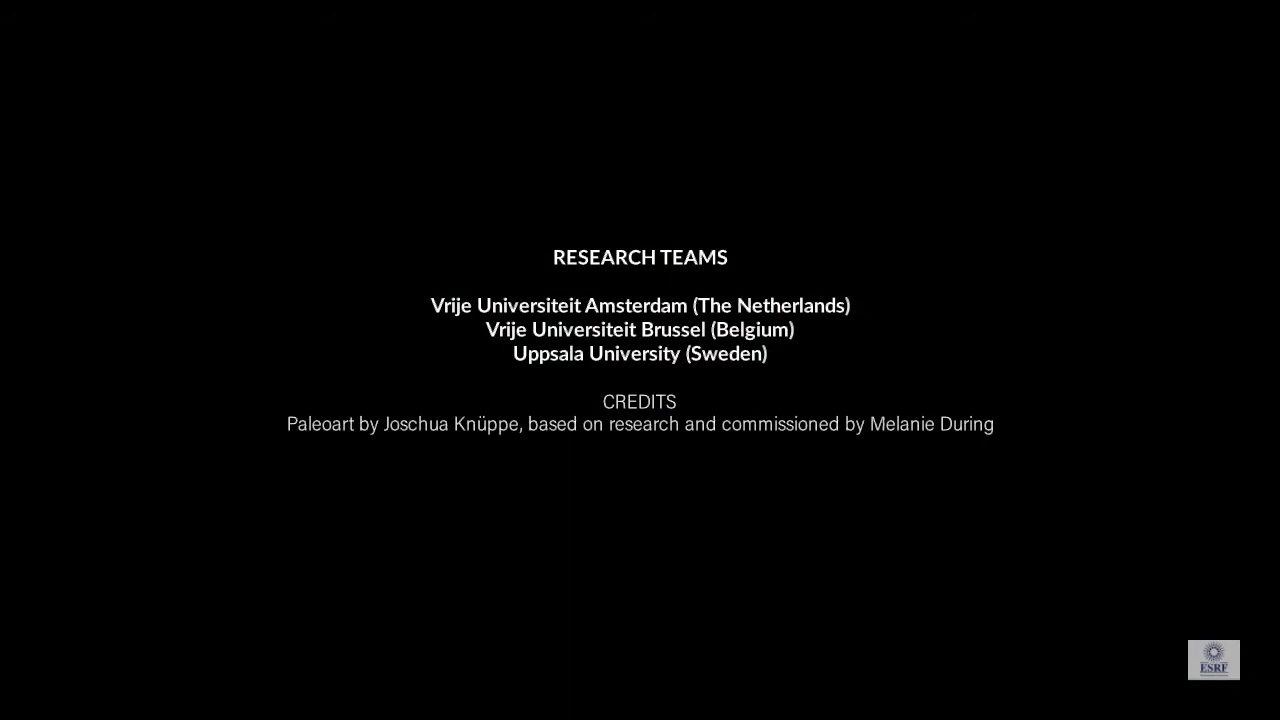 RESEARCH TEAMS
Vrije Universiteit Amsterdam (The Netherlands)
Vrije Universiteit Brussel (Belgium)
Uppsala University (Sweden)
CREDITS
Paleoart by Joschua Knüppe, based on research and commissioned by Melanie During
ESRF